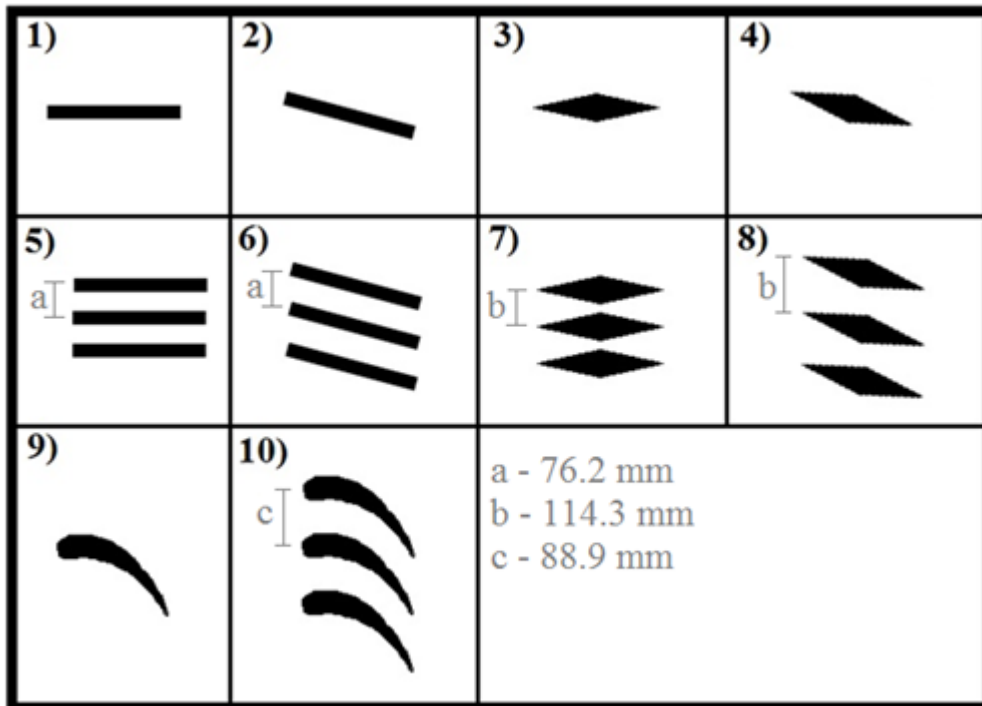 1)
2)
3)
4)
5)
a
6)
a
7)
b
8)
b
9)
10)
c
a - 76.2 mm
b - 114.3 mm
c - 88.9 mm